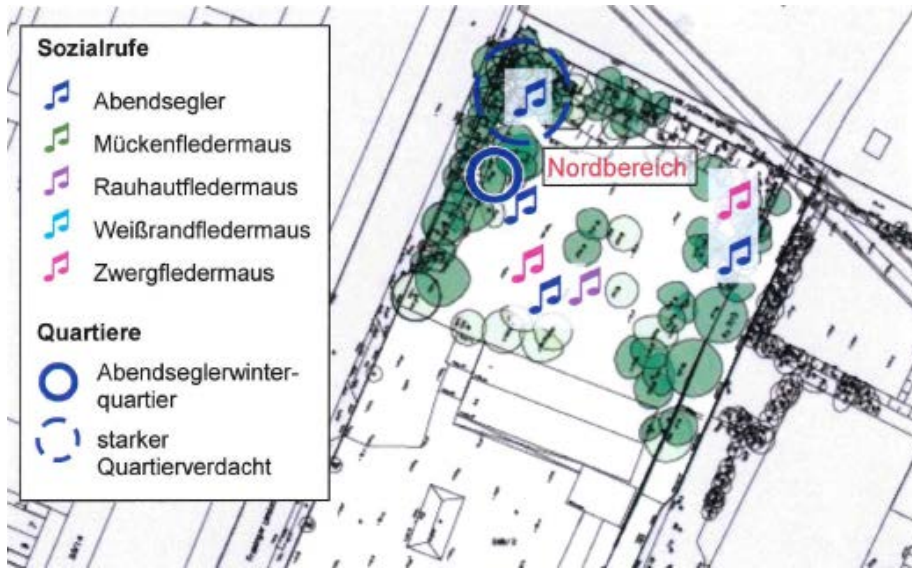 Sozialrufe
Abendsegler
Mückenfledermaus
Rauhautfledermaus
Weißrandfledermaus
Zwergfledermaus
Quartiere
Abendseglerwinter-
quartier
starker
Quartierverdacht
Nordbereich